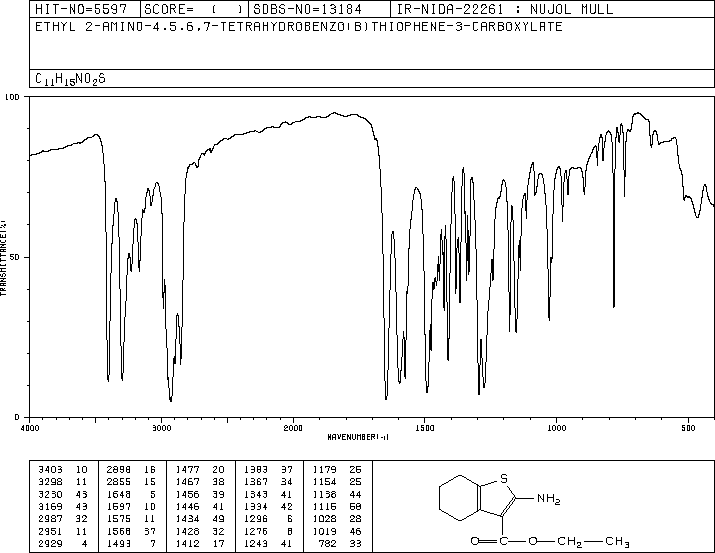 HIT-NO=5597 SCORE= ( ) SDBS-NO=13184 IR-NIDA-22261 : NUJOL MULL
ETHYL 2-AMINO-4,5,6,7-TETRAHYDROBENZO(B)THIOPHENE-3-CARBOXYLATE
C11H15NO2S
100
50
0
TRANSMITTANCE(%)
4000 3000 2000 1500 1000 500
WAVENUMBER(-1)
3403 10 2898 16 1477 20 1383 37 1179 26
3298 11 2855 15 1467 38 1367 34 1154 25
3230 43 1648 5 1456 39 1343 41 1138 44
3169 43 1597 10 1446 41 1334 42 1116 58
2987 32 1575 11 1434 49 1296 6 1028 28
2951 11 1568 37 1428 32 1276 8 1019 46
2929 4 1493 7 1412 17 1243 41 782 33
S
NH2
O=C-O-CH2-CH3